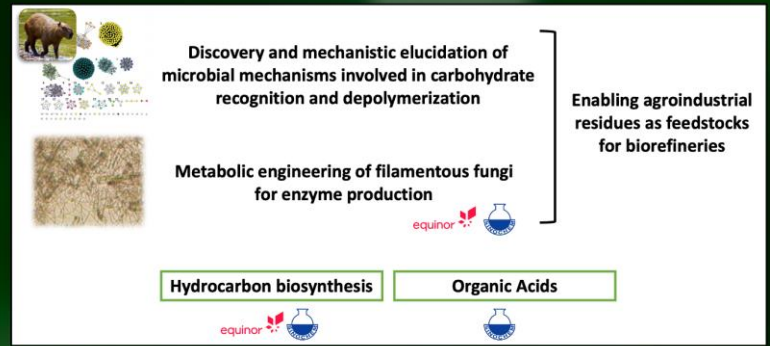 Discovery and mechanistic elucidation of
microbial mechanisms involved in carbohydrate
recognition and depolymerization
Metabolic engineering of filamentous fungi
for enzyme production
equinor
Enabling agroindustrial
residues as feedstocks
for biorefineries
Hydrocarbon biosynthesis
Organic Acids
equinor